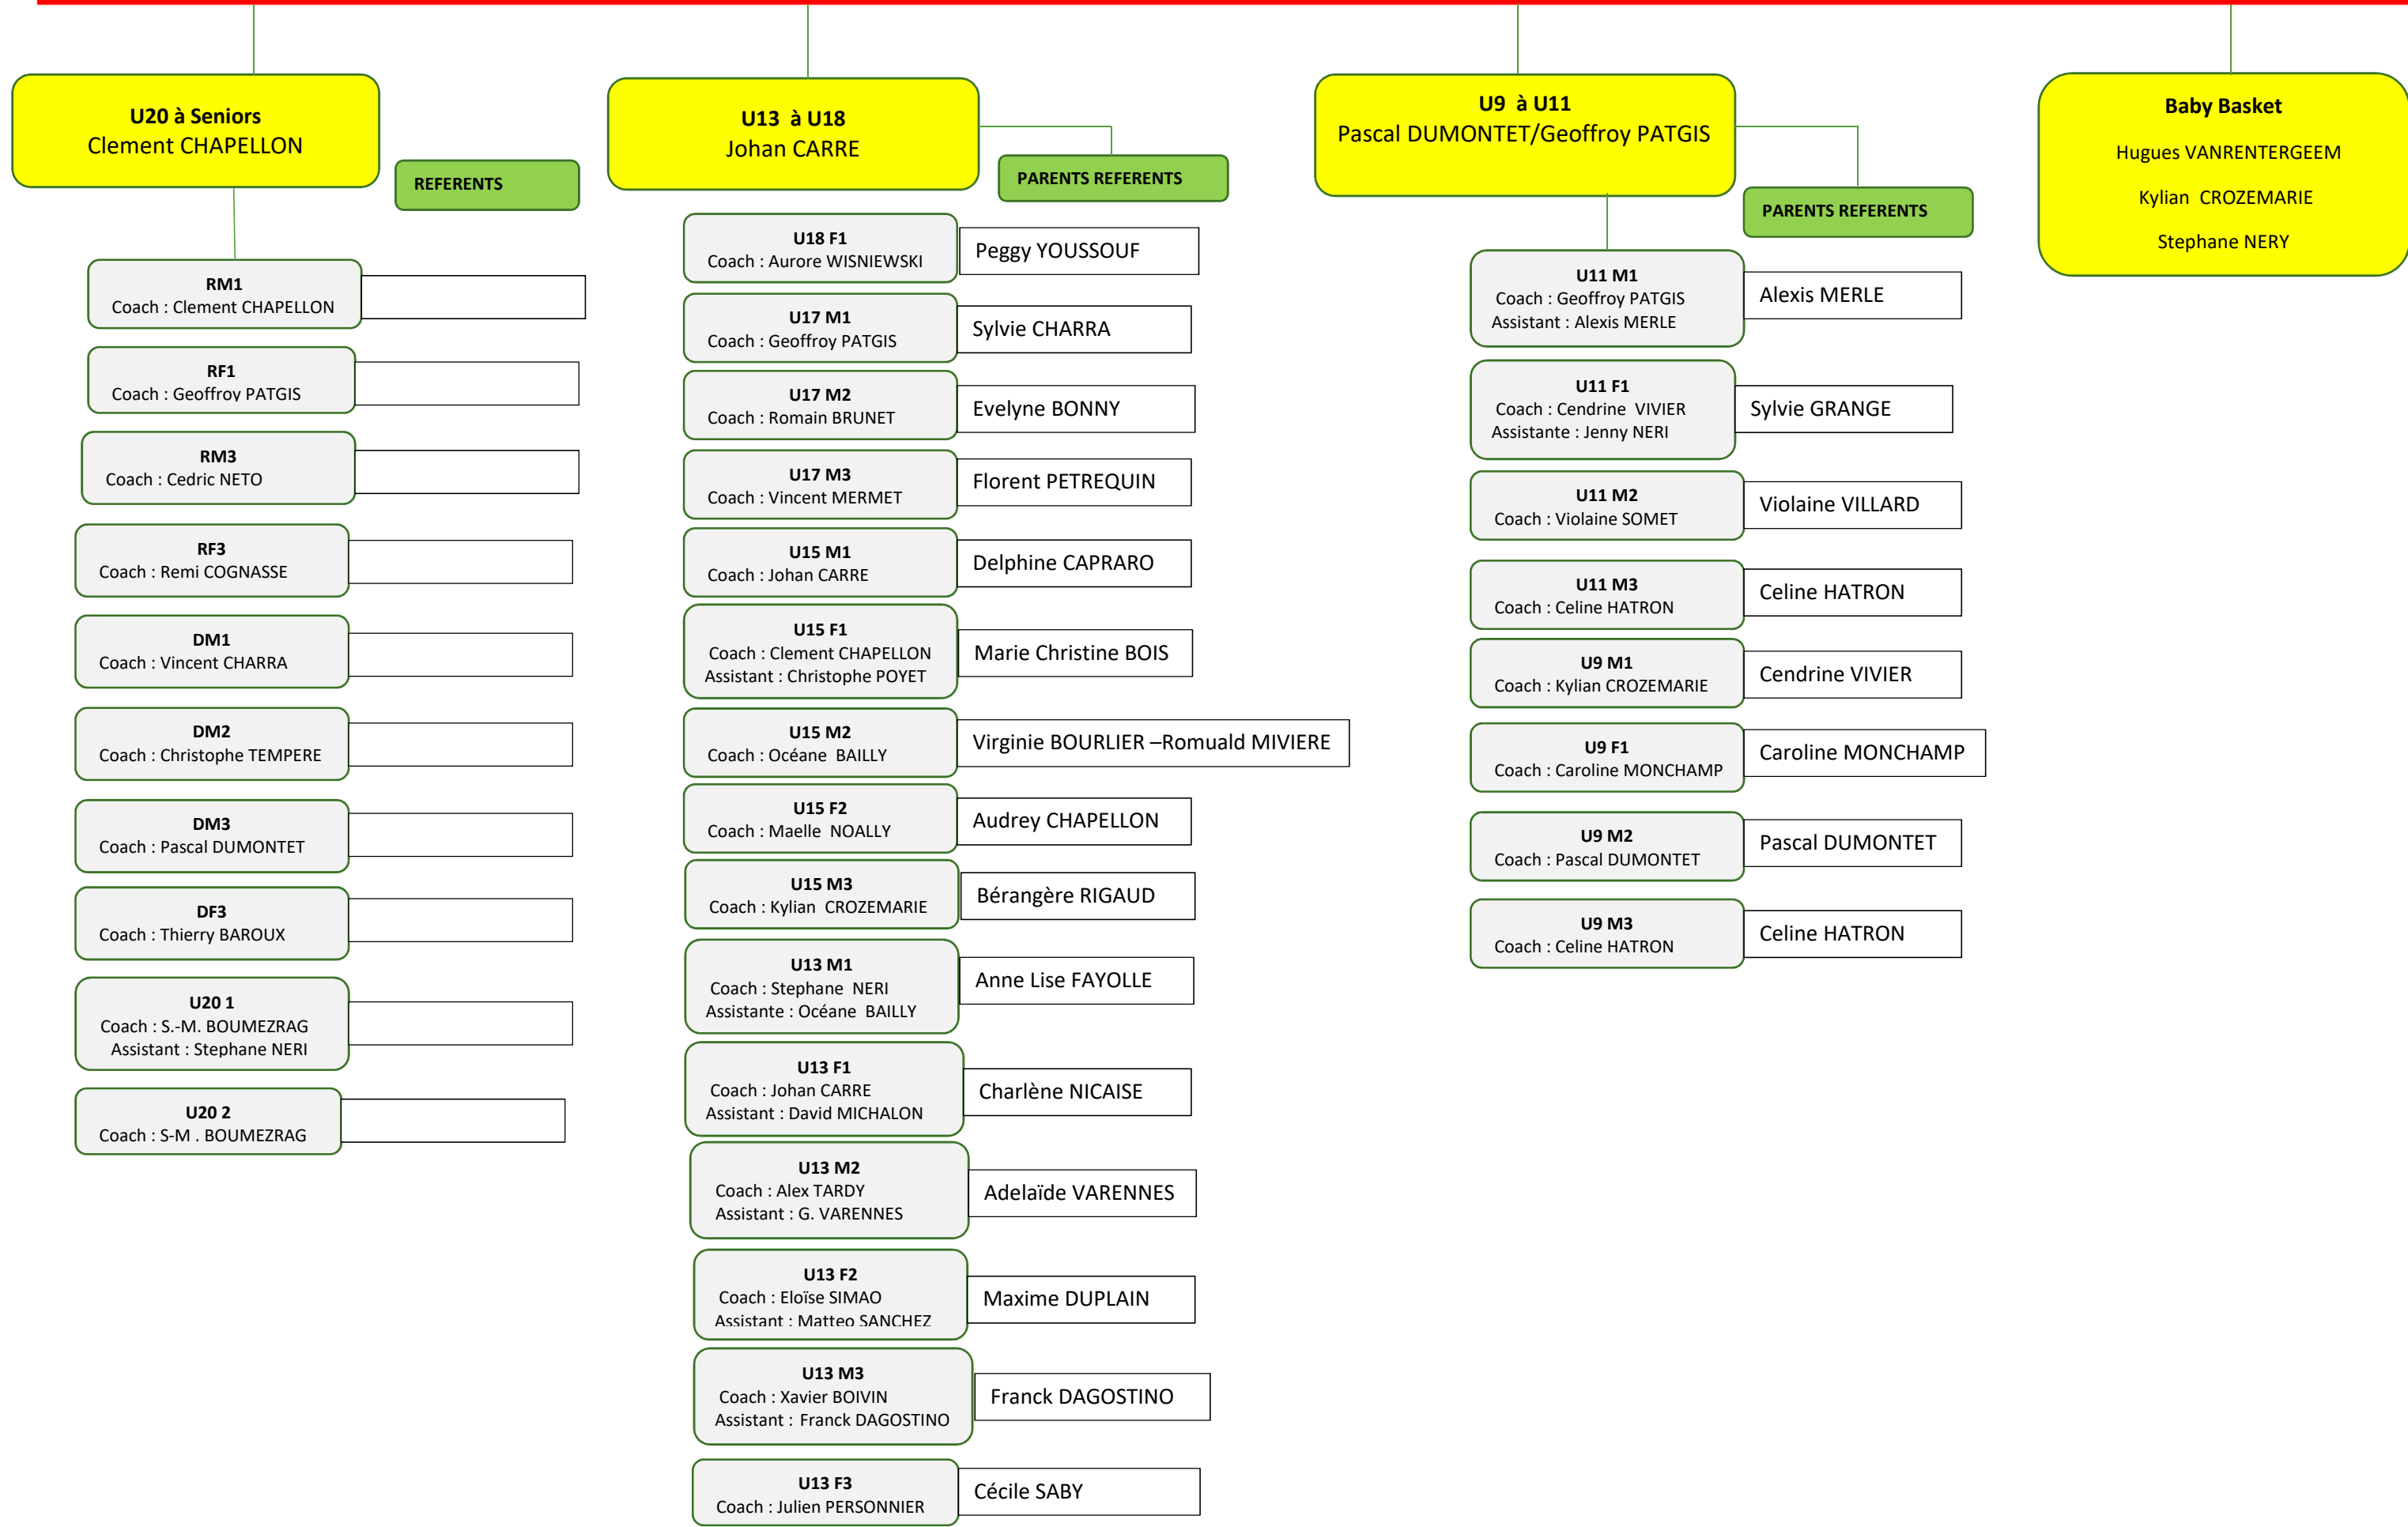 U20 à Seniors
Clement CHAPELLON
REFERENTS
RM1
Coach : Clement CHAPELLON
RF1
Coach : Geoffroy PATGIS
RM3
Coach : Cedric NETO
RF3
Coach : Remi COGNASSE
DM1
Coach : Vincent CHARRA
DM2
Coach : Christophe TEMPERE
DM3
Coach : Pascal DUMONTET
DF3
Coach : Thierry BAROUX
U20 1
Coach : S.-M. BOUMEZRAG
Assistant : Stephane NERI
U20 2
Coach : S-M . BOUMEZRAG
U13 à U18
Johan CARRE
PARENTS REFERENTS
U18 F1
Coach : Aurore WISNIEWSKI
Peggy YOUSSOUF
U17 M1
Coach : Geoffroy PATGIS
Sylvie CHARRA
U17 M2
Coach : Romain BRUNET
Evelyne BONNY
U17 M3
Coach : Vincent MERMET
Florent PETREQUIN
U15 M1
Coach : Johan CARRE
Delphine CAPRARO
U15 F1
Coach : Clement CHAPELLON
Assistant : Christophe POYET
Marie Christine BOIS
U15 M2
Coach : Océane BAILLY
Virginie BOURLIER –Romuald MIVIERE
U15 F2
Coach : Maelle NOALLY
Audrey CHAPELLON
U15 M3
Coach : Kylian CROZEMARIE
Bérangère RIGAUD
U13 M1
Coach : Stephane NERI
Assistante : Océane BAILLY
Anne Lise FAYOLLE
U13 F1
Coach : Johan CARRE
Assistant : David MICHALON
Charlène NICAISE
U13 M2
Coach : Alex TARDY
Assistant : G. VARENNES
Adelaïde VARENNES
U13 F2
Coach : Eloïse SIMAO
Assistant : Matteo SANCHEZ
Maxime DUPLAIN
U13 M3
Coach : Xavier BOIVIN
Assistant : Franck DAGOSTINO
Franck DAGOSTINO
U13 F3
Coach : Julien PERSONNIER
Cécile SABY
U9 à U11
Pascal DUMONTET/Geoffroy PATGIS
PARENTS REFERENTS
U11 M1
Coach : Geoffroy PATGIS
Assistant : Alexis MERLE
Alexis MERLE
U11 F1
Coach : Cendrine VIVIER
Assistante : Jenny NERI
Sylvie GRANGE
U11 M2
Coach : Violaine SOMET
Violaine VILLARD
U11 M3
Coach : Celine HATRON
Celine HATRON
U9 M1
Coach : Kylian CROZEMARIE
Cendrine VIVIER
U9 F1
Coach : Caroline MONCHAMP
Caroline MONCHAMP
U9 M2
Coach : Pascal DUMONTET
Pascal DUMONTET
U9 M3
Coach : Celine HATRON
Celine HATRON
Baby Basket
Hugues VANRENTERGEEM
Kylian CROZEMARIE
Stephane NERY